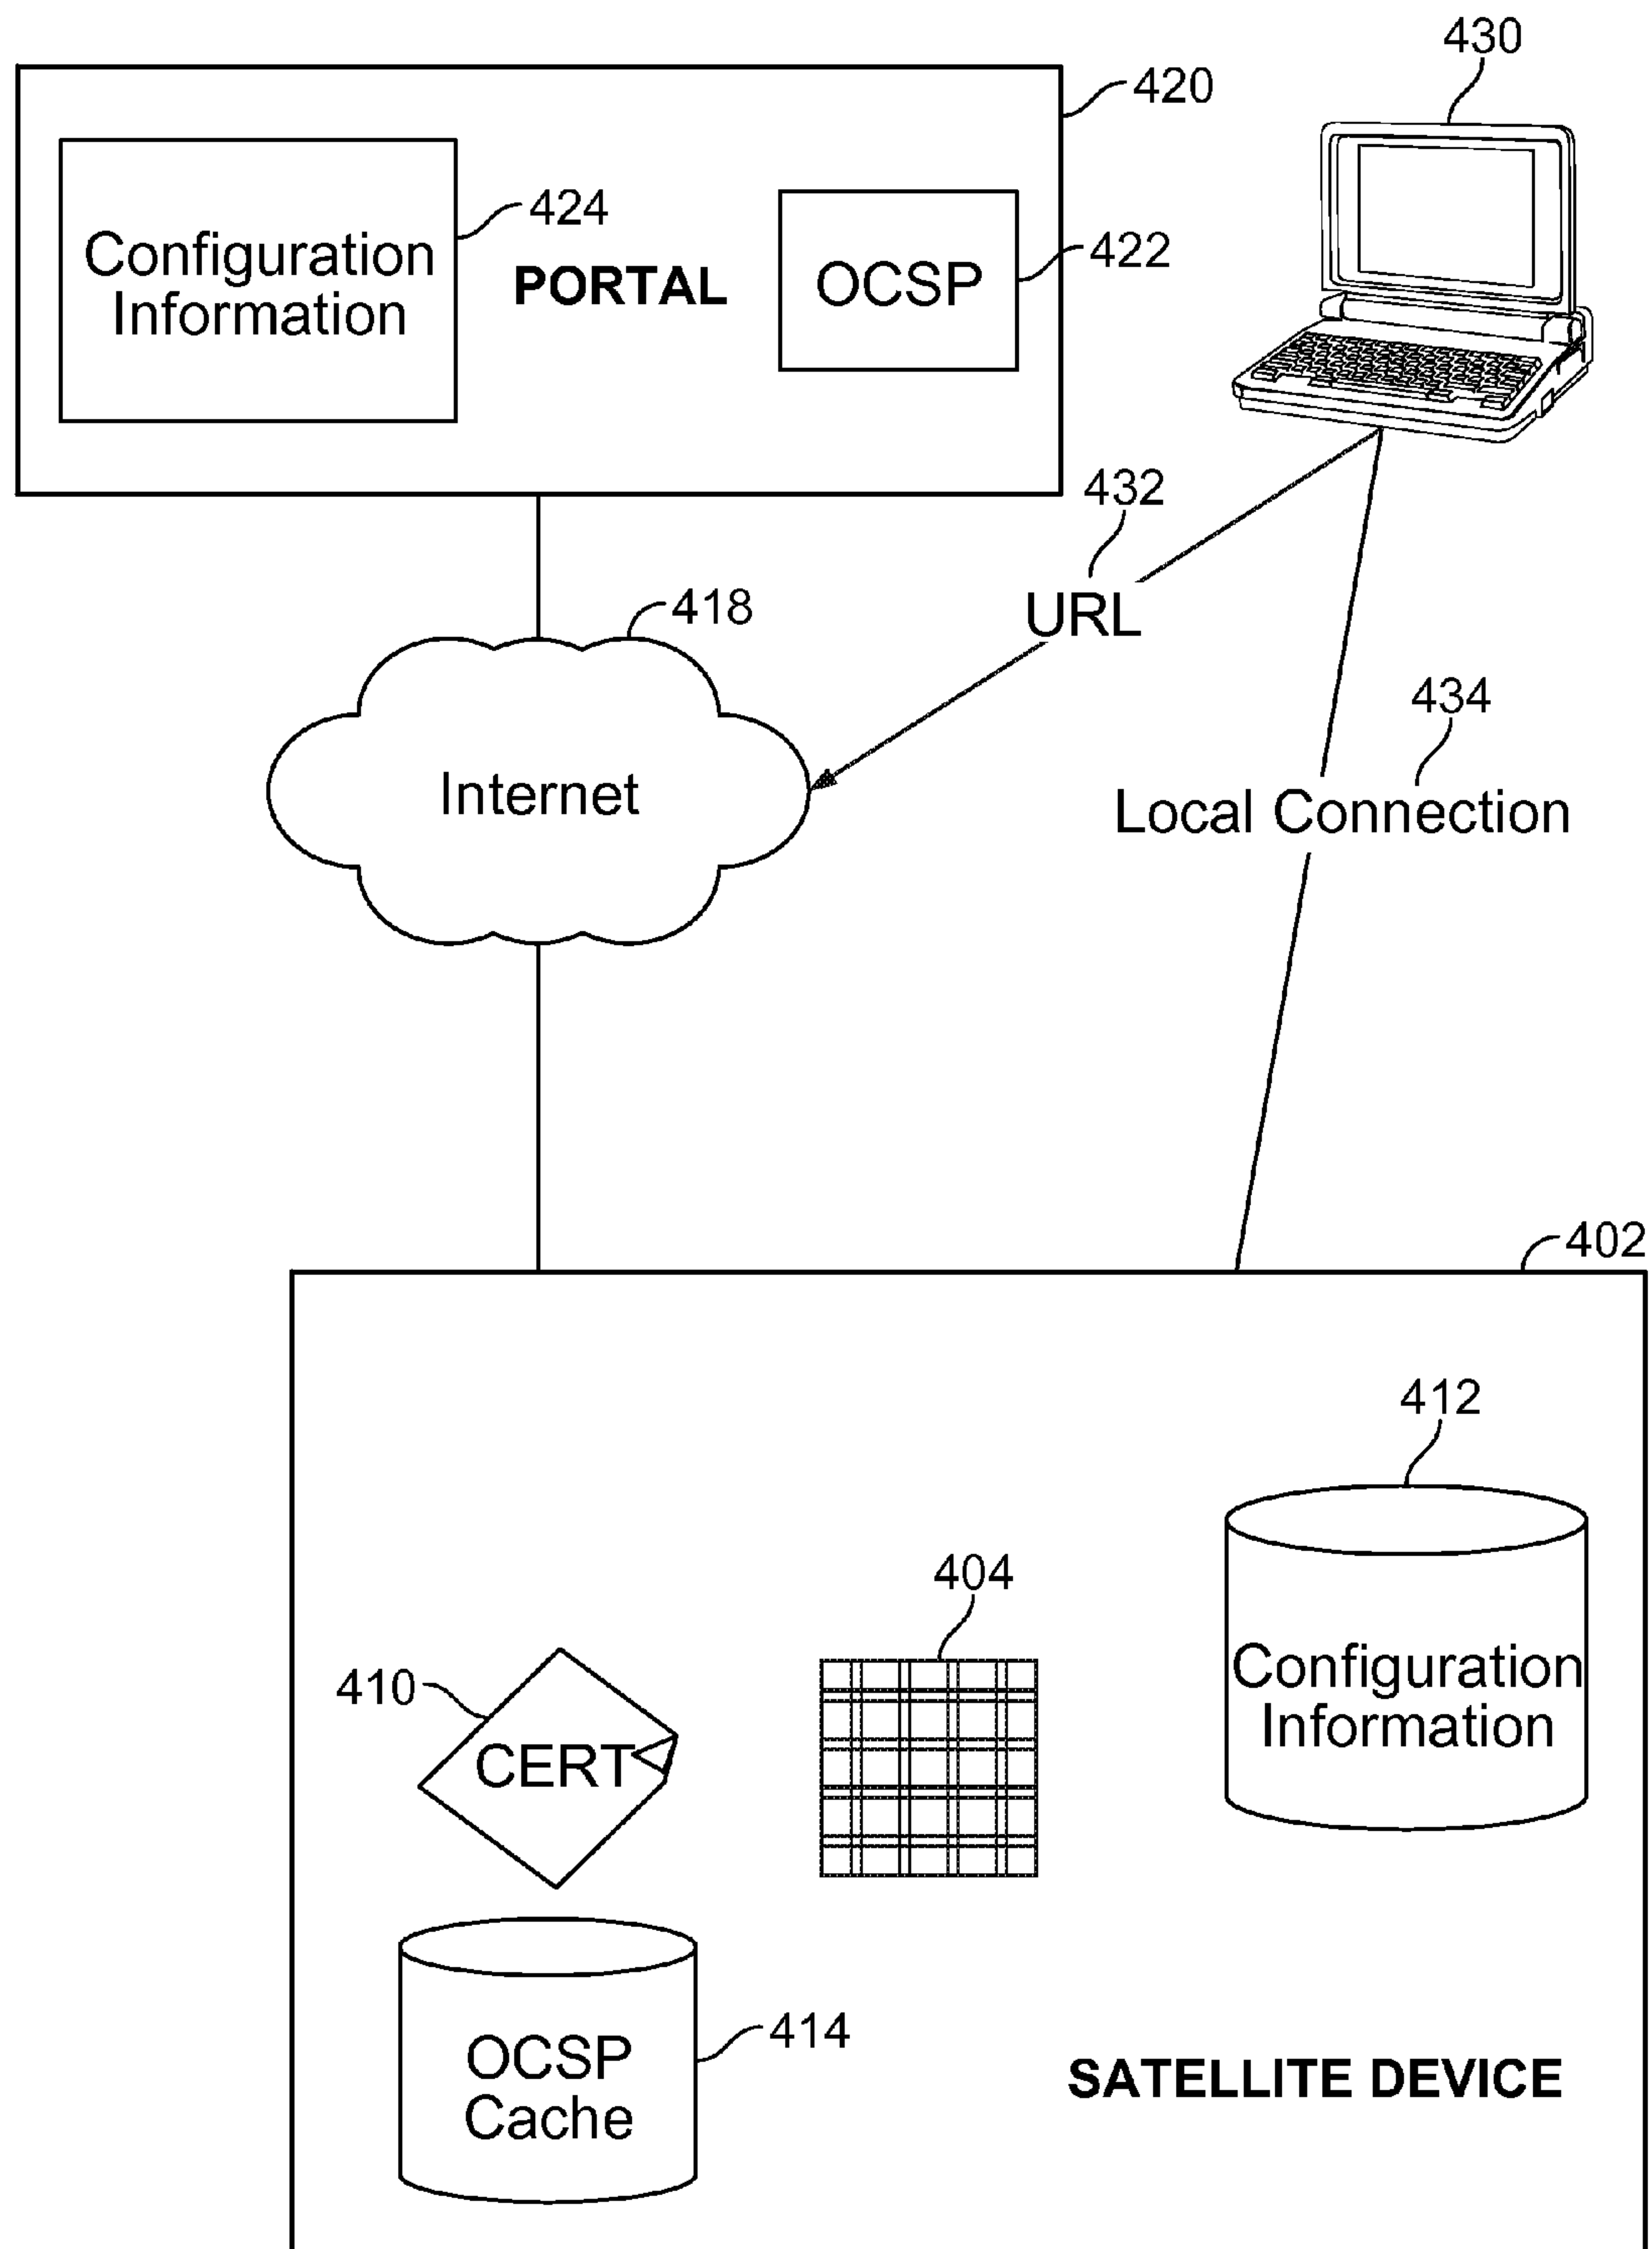 430
420
424
Configuration
Information
PORTAL
OCSP
422
432
URL
418
Internet
434
Local Connection
402
412
Configuration
Information
404
410
CERT
OCSP
Cache
414
SATELLITE DEVICE